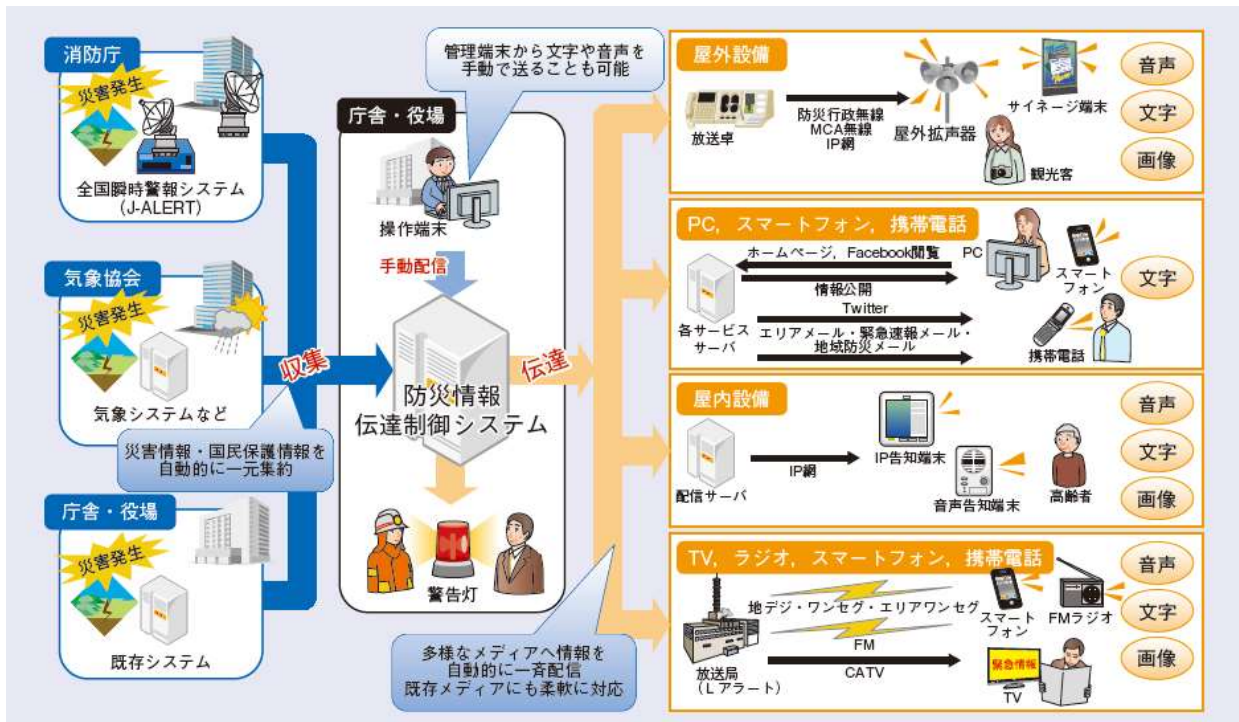 消防庁
災害発生
全国瞬時警報システム
(J-ALERT)
気象協会
災害発生
気象システムなど
災害情報・国民保護情報を
自動的に一元集約
庁舎・役場
災害発生
既存システム
収集
管理端末から文字や音声を
手動で送ることも可能
庁舎・役場
操作端末
手動配信
防災情報
伝達制御システム
警告灯
伝達
多様なメディアへ情報を
自動的に一斉配信
既存メディアにも柔軟に対応
屋外設備
放送卓
防災行政無線
MCA無線
IP網
屋外拡声器
サイネージ端末
観光客
音声
文字
画像
PC，スマートフォン，携帯電話
各サービス
サーバ
ホームページ，Facebook閲覧
情報公開
Twitter
エリアメール・緊急速報メール・
地域防災メール
PC
スマート
フォン
携帯電話
文字
屋内設備
配信サーバ
IP網
IP告知端末
音声告知端末
高齢者
音声
文字
画像
TV，ラジオ，スマートフォン，携帯電話
放送局
（Lアラート）
地デジ・ワンセグ・エリアワンセグ
FM
CATV
スマート
フォン
FMラジオ
緊急情報
TV
音声
文字
画像